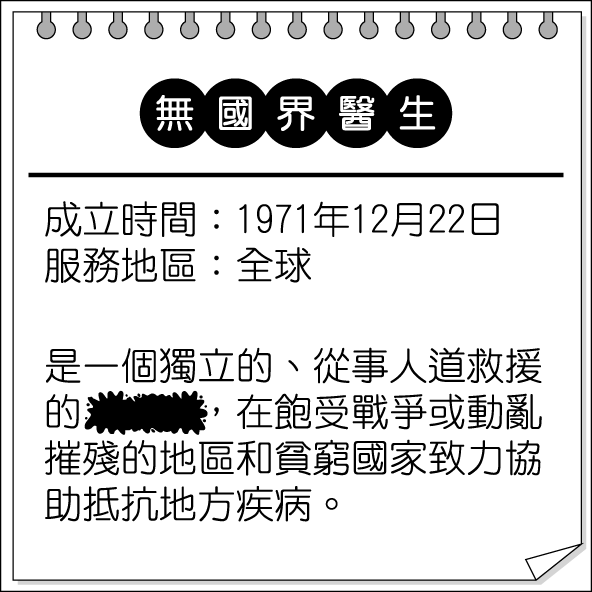 無國界醫生
成立時間：1971年12月22日
服務地區：全球
是一個獨立的、從事人道救援
的，在飽受戰爭或動亂
摧殘的地區和貧窮國家致力協
助抵抗地方疾病。